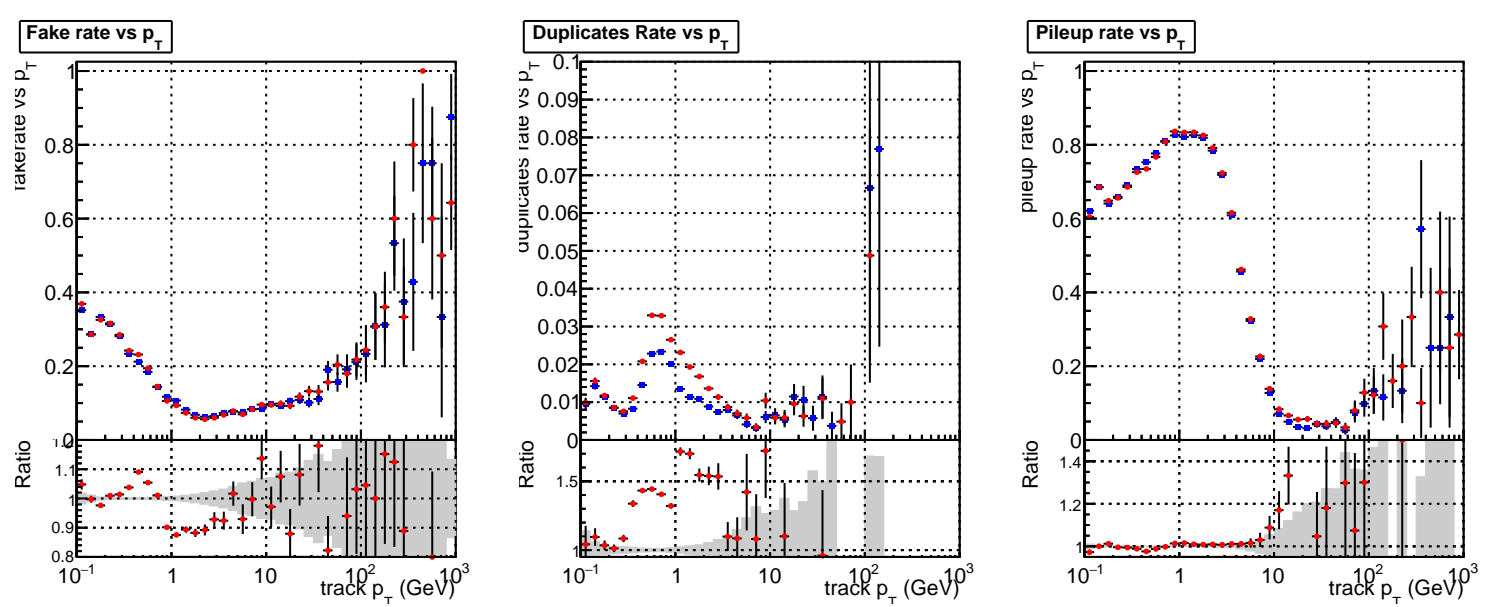 Fake rate vs p_T
fakerate vs p_T
1
0.8
0.6
0.4
0.2
0
Ratio
1.1
1
0.9
0.8
10^−1 1 10 10^2 10^3
track p_T (GeV)
Duplicates Rate vs p_T
duplicates rate vs p_T
0.1
0.09
0.08
0.07
0.06
0.05
0.04
0.03
0.02
0.01
0
Ratio
1.5
1
10^−1 1 10 10^2 10^3
track p_T (GeV)
Pileup rate vs p_T
pileup rate vs p_T
1
0.8
0.6
0.4
0.2
0
Ratio
1.4
1.2
1
10^−1 1 10 10^2 10^3
track p_T (GeV)